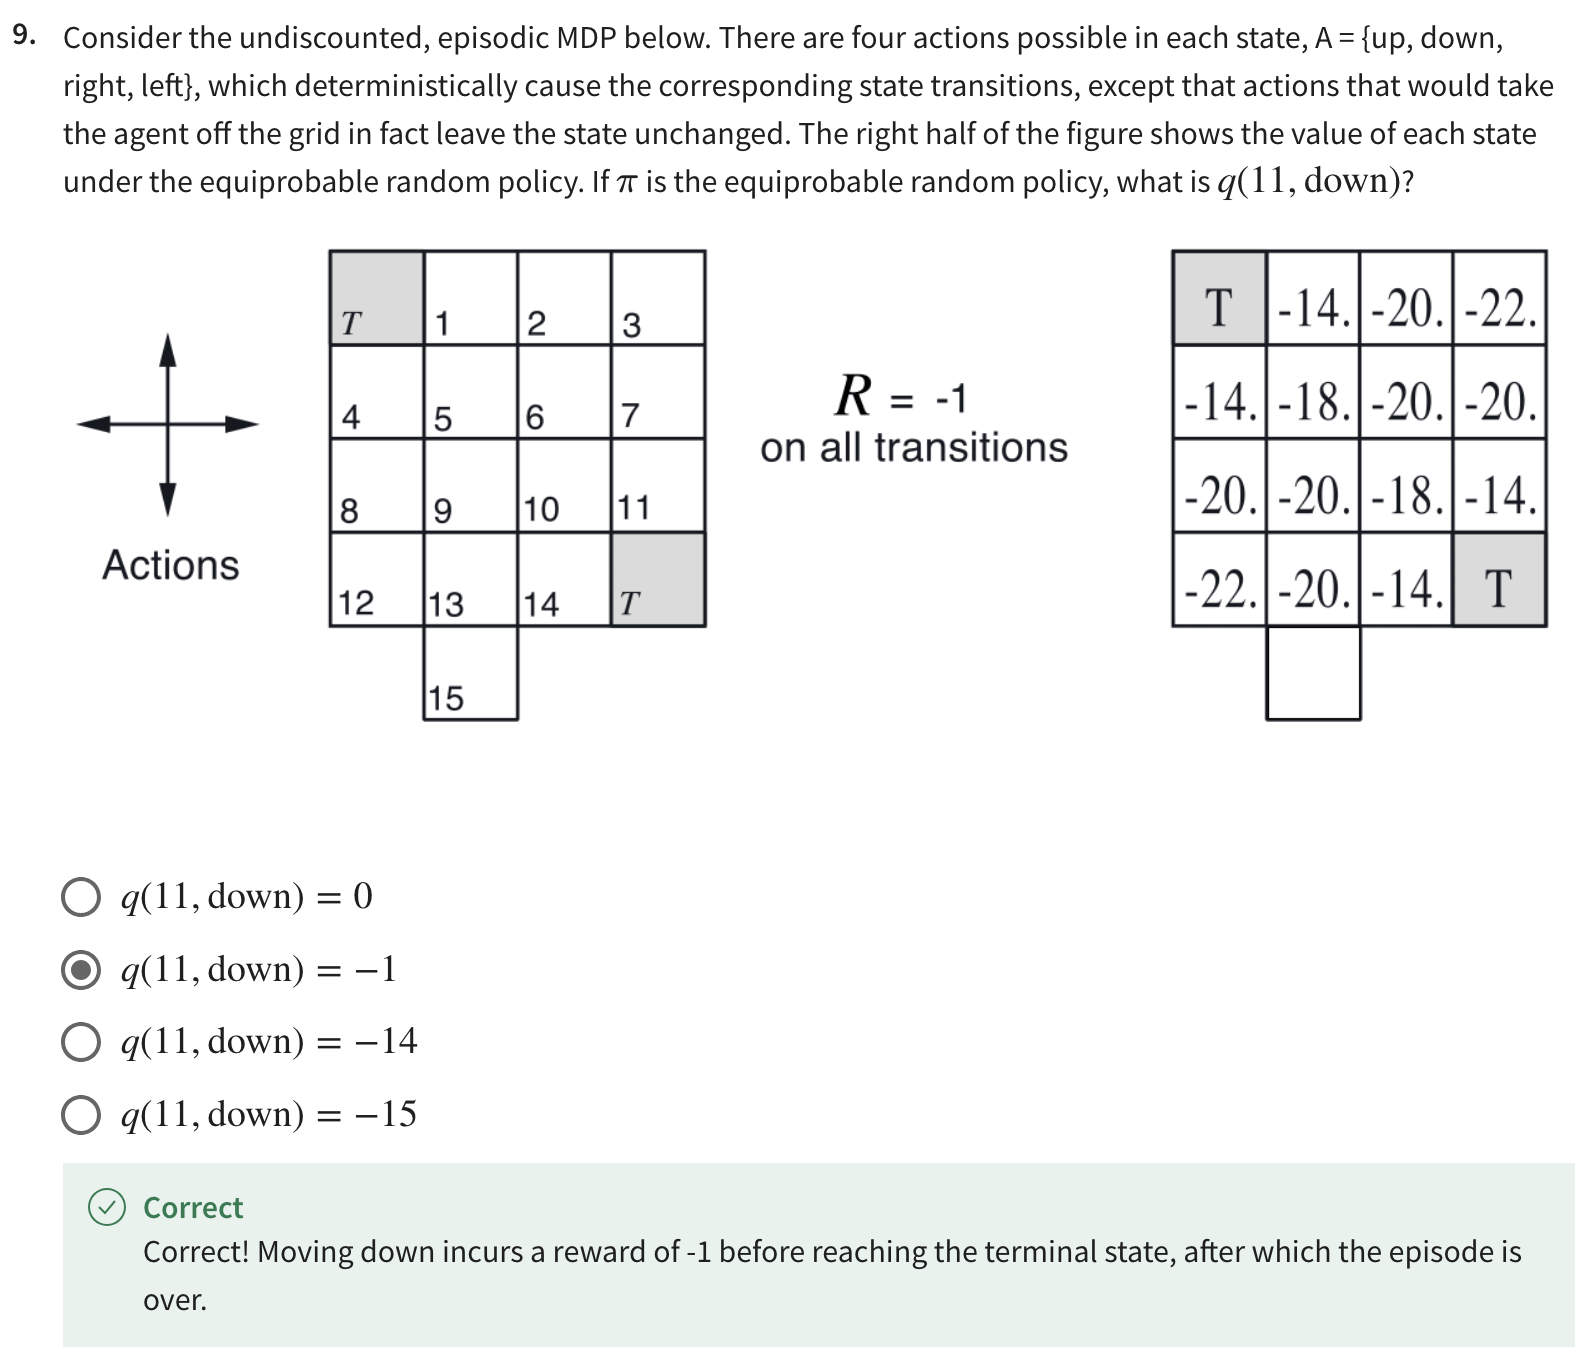 9. Consider the undiscounted, episodic MDP below. There are four actions possible in each state, A = {up, down,
right, left}, which deterministically cause the corresponding state transitions, except that actions that would take
the agent off the grid in fact leave the state unchanged. The right half of the figure shows the value of each state
under the equiprobable random policy. If π is the equiprobable random policy, what is q(11, down)?
T 1 2 3
4 5 6 7
8 9 10 11
12 13 14 T
15
Actions
R = -1
on all transitions
T -14. -20. -22.
-14. -18. -20. -20.
-20. -20. -18. -14.
-22. -20. -14. T
q(11, down) = 0
q(11, down) = −1
q(11, down) = −14
q(11, down) = −15
Correct
Correct! Moving down incurs a reward of -1 before reaching the terminal state, after which the episode is
over.